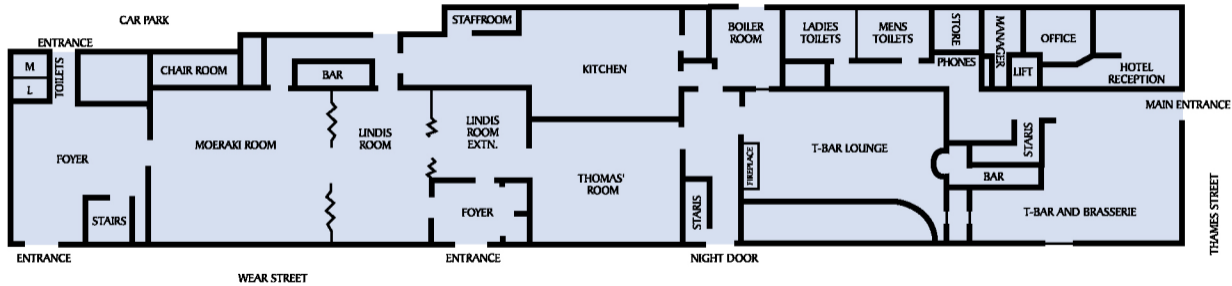 CAR PARK
ENTRANCE
M
L
TOILETS
CHAIR ROOM
BAR
STAFFROOM
KITCHEN
BOILER
ROOM
LADIES
TOILETS
MENS
TOILETS
STORE
PHONES
MANAGER
LIFT
OFFICE
HOTEL
RECEPTION
MAIN ENTRANCE
FOYER
STAIRS
MOERAKI ROOM
LINDIS
ROOM
LINDIS
ROOM
EXTN.
FOYER
THOMAS'
ROOM
STARIS
FIREPLACE
T-BAR LOUNGE
STARIS
BAR
T-BAR AND BRASSERIE
THAMES STREET
ENTRANCE
WEAR STREET
ENTRANCE
NIGHT DOOR